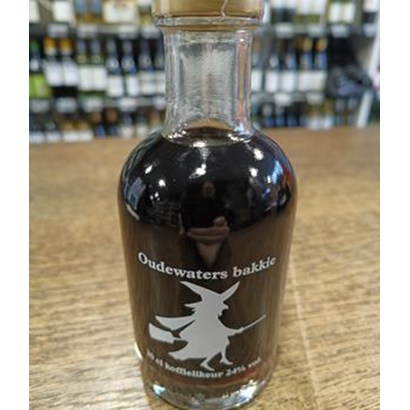 Oudewaters bakkie
20 cl koffielikeur 24% vol.